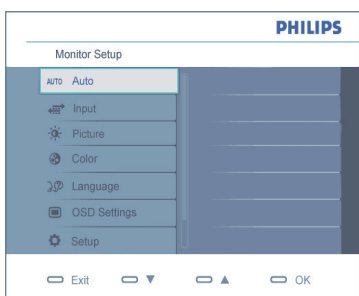 PHILIPS
Monitor Setup
AUTO Auto
Input
Picture
Color
Language
OSD Settings
Setup
Exit ▼ ▲ OK